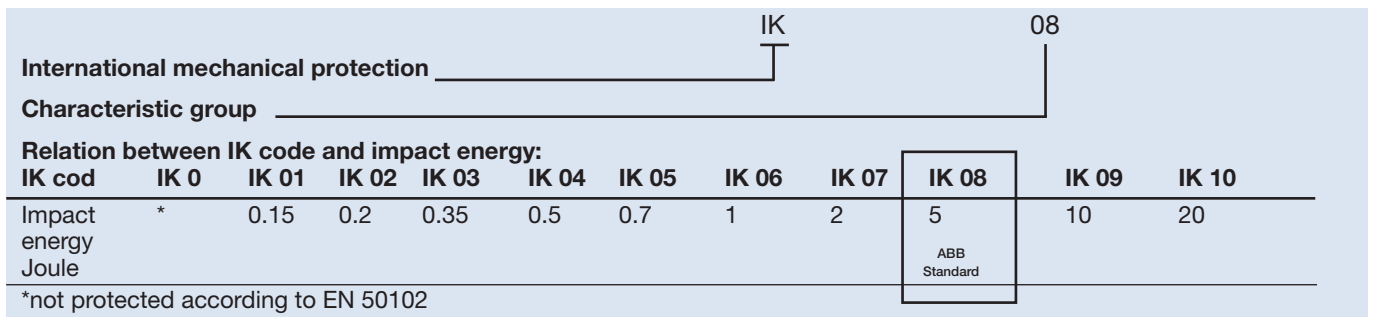 IK 08
International mechanical protection
Characteristic group
Relation between IK code and impact energy:
IK cod IK 0 IK 01 IK 02 IK 03 IK 04 IK 05 IK 06 IK 07 IK 08 IK 09 IK 10
Impact * 0.15 0.2 0.35 0.5 0.7 1 2 5 10 20
energy
ABB
Joule
Standard
*not protected according to EN 50102